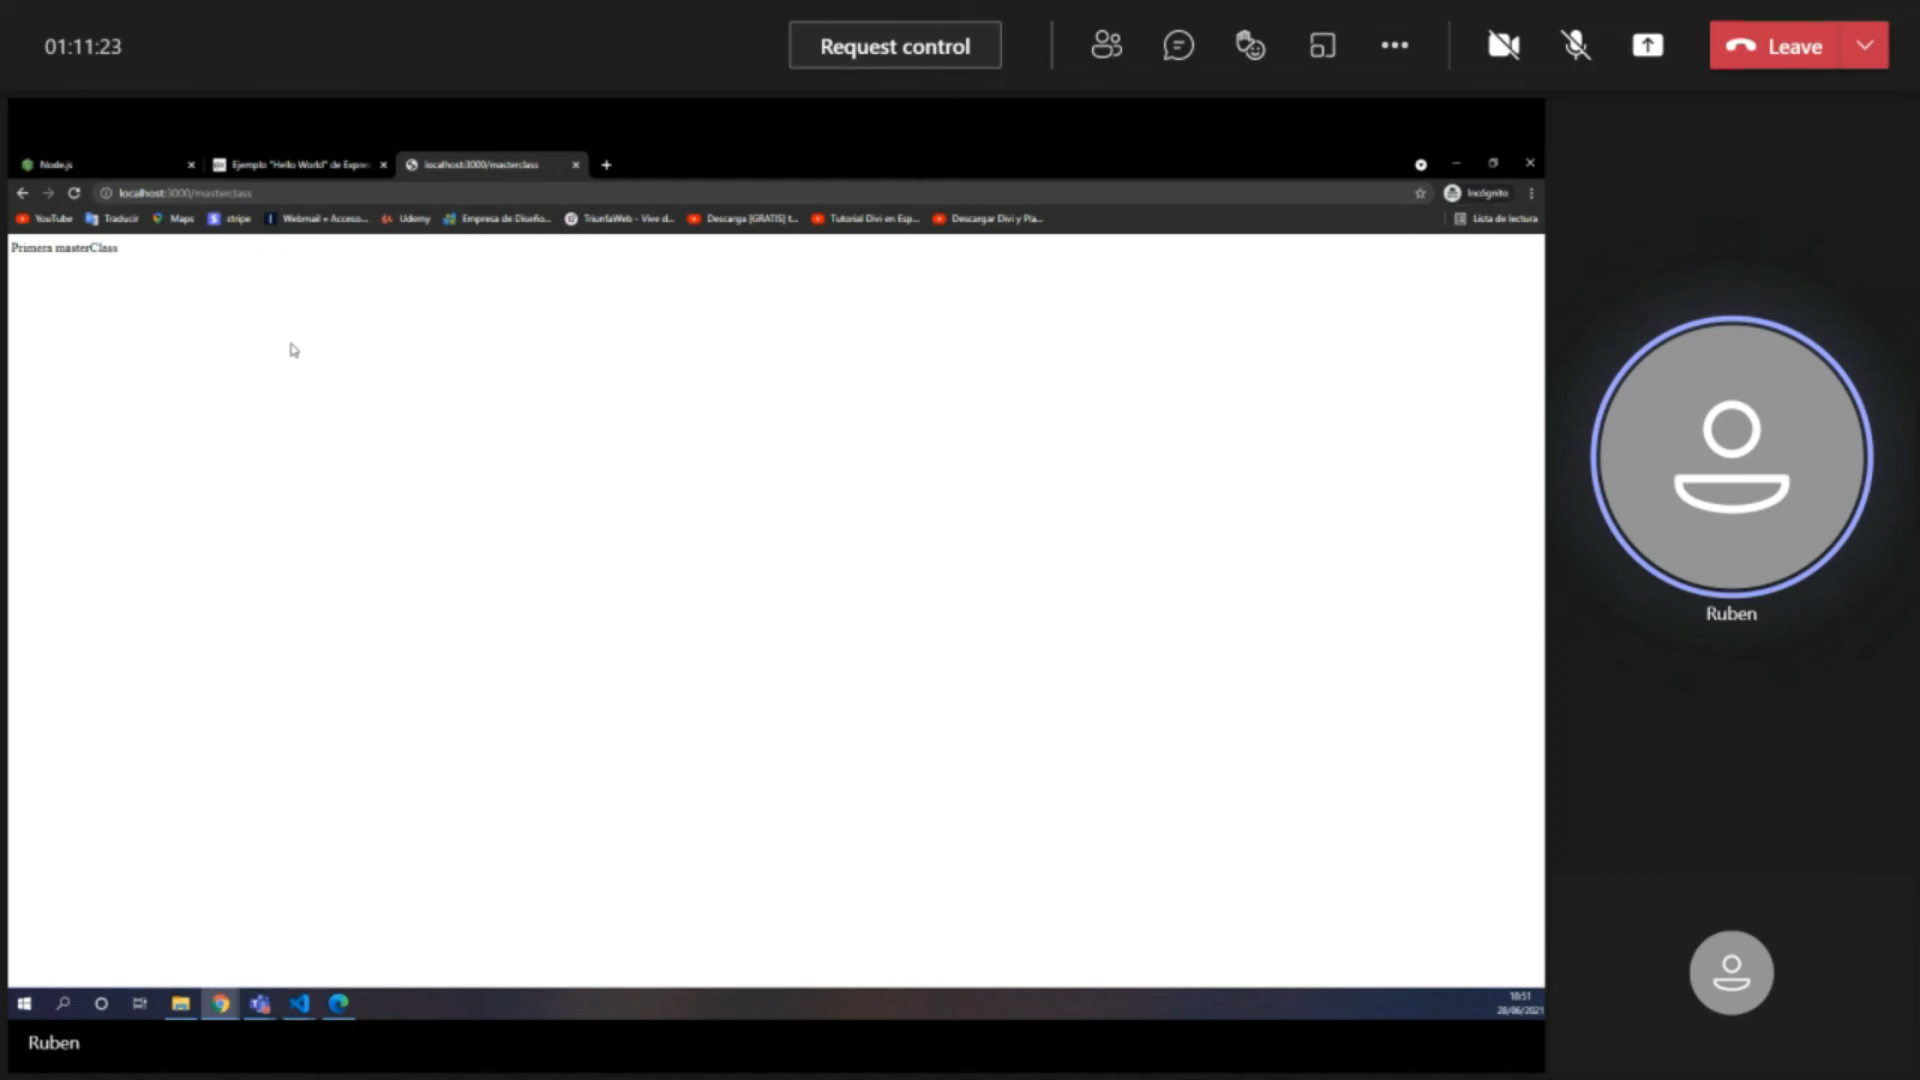 01:11:23
Request control
Leave
Node.js
Ejemplo "Hello World" de Expres
localhost:3000/masterclass
localhost:3000/masterclass
Incógnito
YouTube
Traducir
Maps
stripe
Webmail + Acceso...
Udemy
Empresa de Diseño...
TriunfaWeb - Vive d...
Descarga [GRATIS] t...
Tutorial Divi en Esp...
Descargar Divi y Pla...
Lista de lectura
Primera masterClass
Ruben
18:51
28/06/2021
Ruben